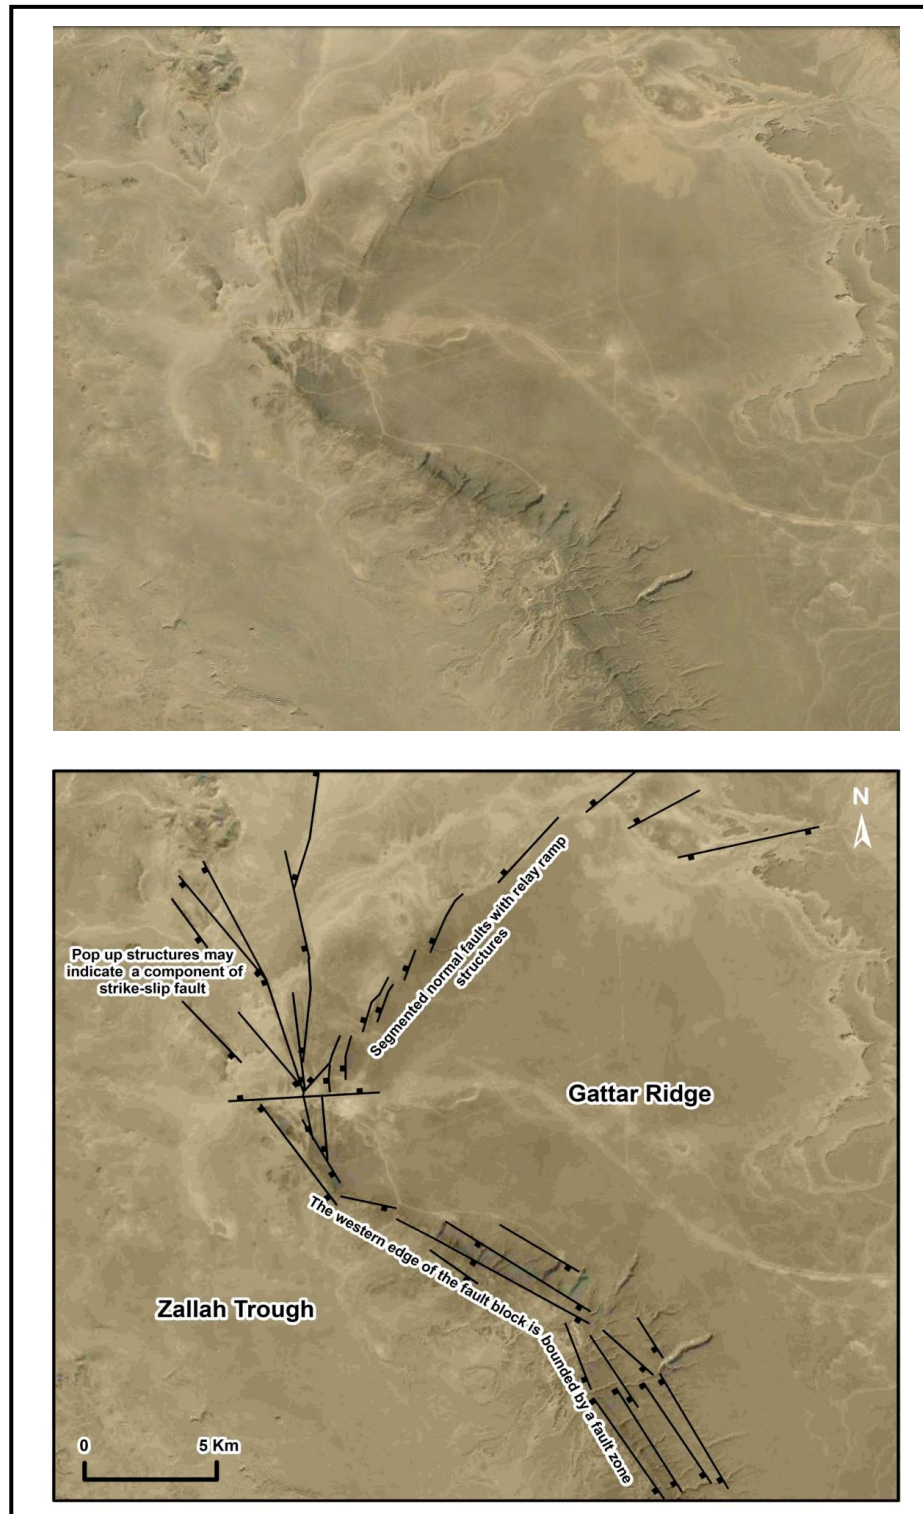 N
Segmented normal faults with relay ramp
structures
Pop up structures may
indicate a component of
strike-slip fault
Gattar Ridge
The western edge of the fault block is bounded by a fault zone
Zallah Trough
0 5 Km